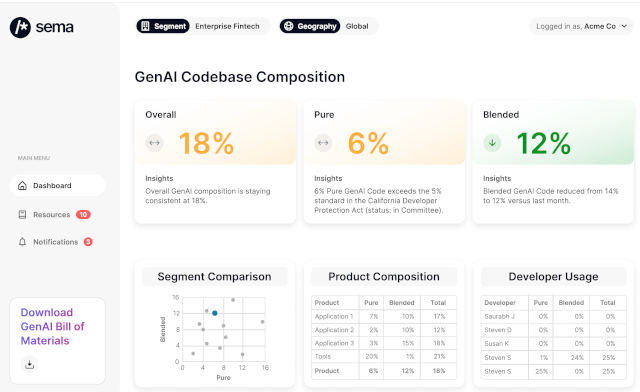 /* sema
Segment Enterprise Fintech
Geography Global
Logged in as, Acme Co
GenAI Codebase Composition
Overall
18%
Insights
Overall GenAI composition is staying
consistent at 18%.
Pure
6%
Insights
6% Pure GenAI Code exceeds the 5%
standard in the California Developer
Protection Act (status: in Committee).
Blended
12%
Insights
Blended GenAI Code reduced from 14%
to 12% versus last month.
MAIN MENU
Dashboard
Resources 10
Notifications 3
Download
GenAI Bill of
Materials
Segment Comparison
Blended
16
12
8
4
0
0 4 8 12 16
Pure
Product Composition
Product Pure Blended Total
Application 1 7% 10% 17%
Application 2 2% 10% 12%
Application 3 3% 15% 18%
Tools 20% 1% 21%
Product 6% 12% 18%
Developer Usage
Developer Pure Blended Total
Saurabh J 0% 0% 0%
Steven D 0% 0% 0%
Susan K 0% 0% 0%
Steven S 1% 24% 25%
Steven S 25% 0% 25%